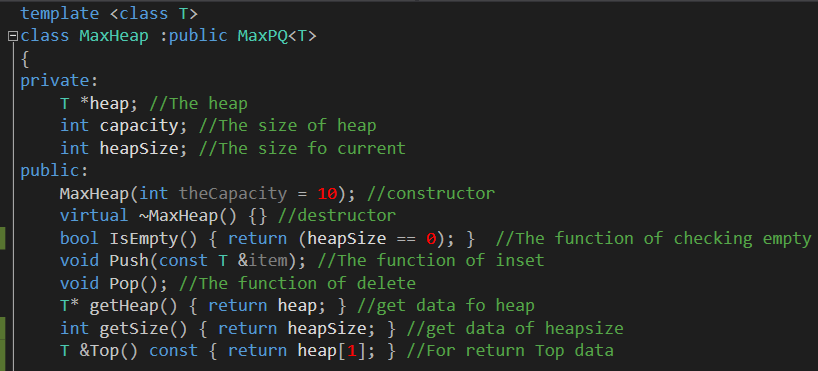 template <class T>
class MaxHeap :public MaxPQ<T>
{
private:
    T *heap; //The heap
    int capacity; //The size of heap
    int heapSize; //The size fo current
public:
    MaxHeap(int theCapacity = 10); //constructor
    virtual ~MaxHeap() {} //destructor
    bool IsEmpty() { return (heapSize == 0); }  //The function of checking empty
    void Push(const T &item); //The function of inset
    void Pop(); //The function of delete
    T* getHeap() { return heap; } //get data fo heap
    int getSize() { return heapSize; } //get data of heapsize
    T &Top() const { return heap[1]; } //For return Top data